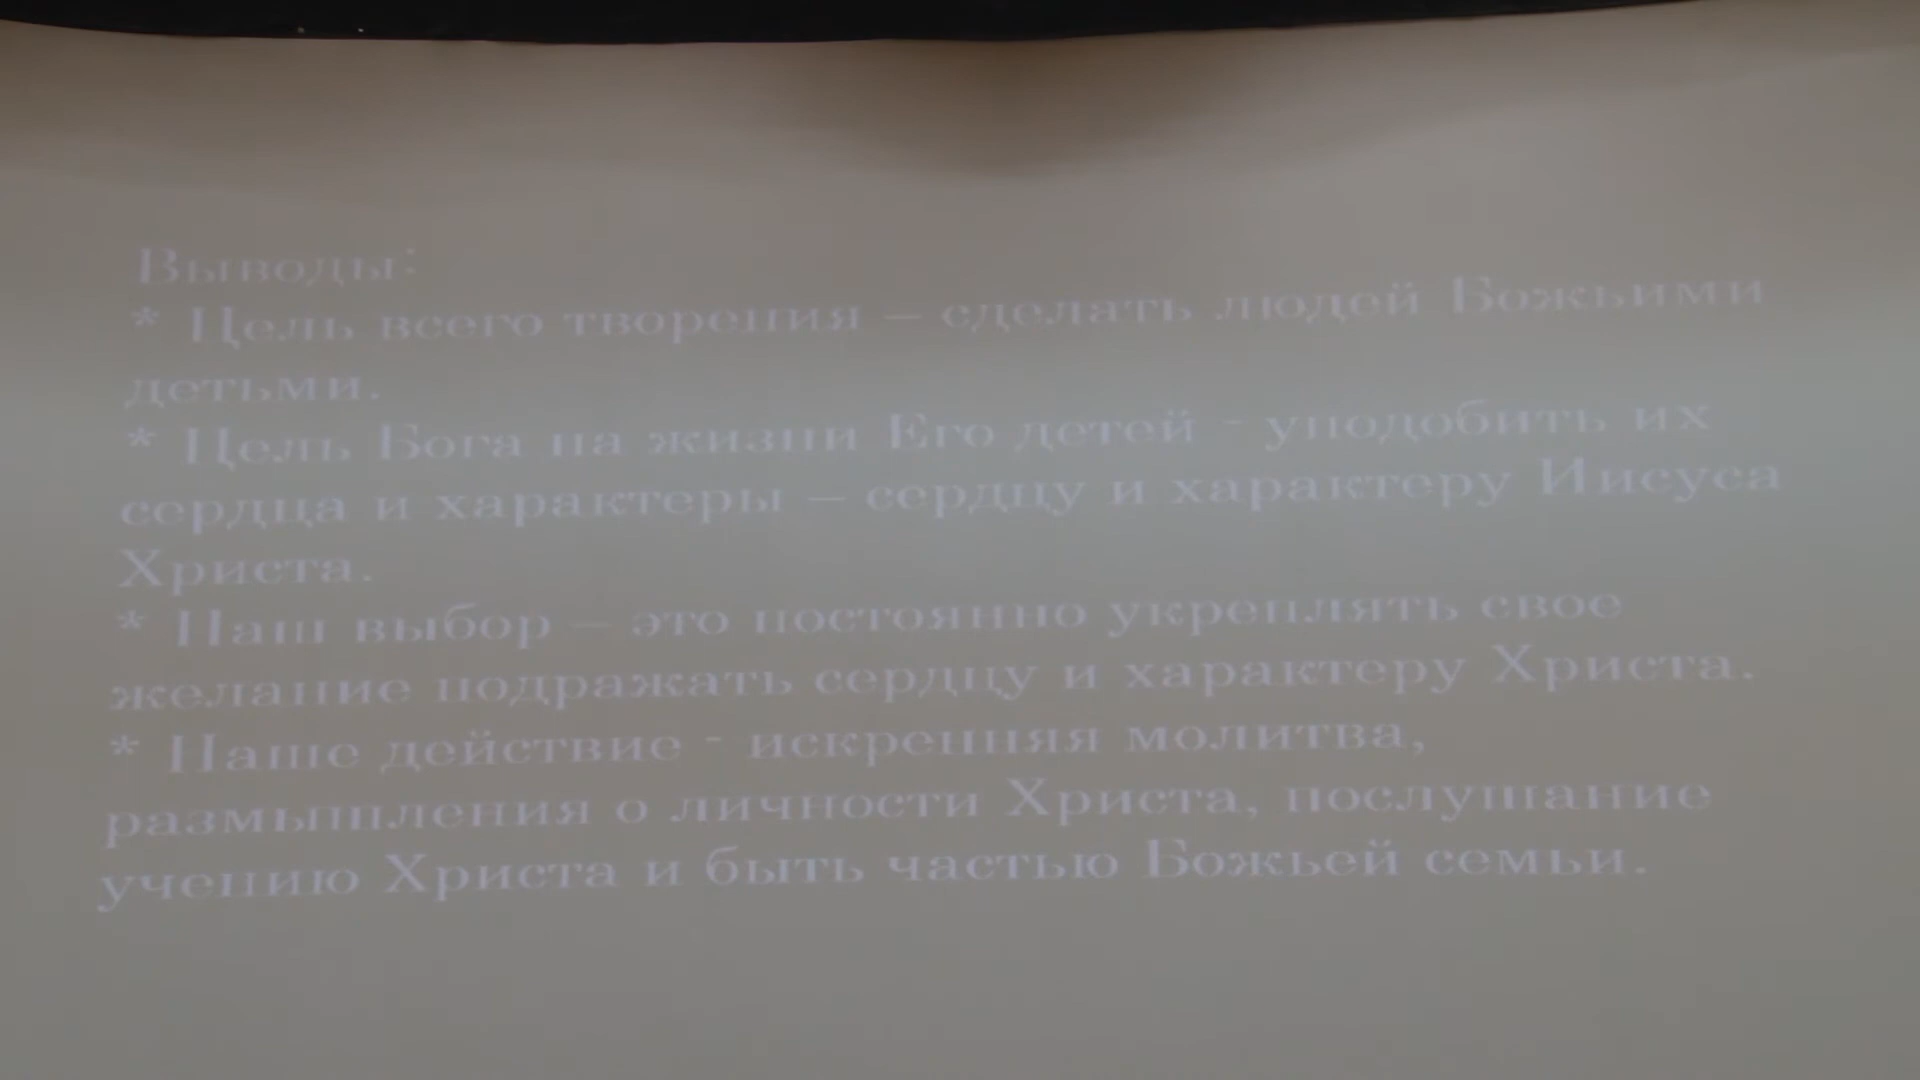 Выводы:
* Цель всего творения – сделать людей Божьими
детьми.
* Цель Бога на жизни Его детей - уподобить их
сердца и характеры – сердцу и характеру Иисуса
Христа.
* Наш выбор – это постоянно укреплять свое
желание подражать сердцу и характеру Христа.
* Наше действие - искренняя молитва,
размышления о личности Христа, послушание
учению Христа и быть частью Божьей семьи.